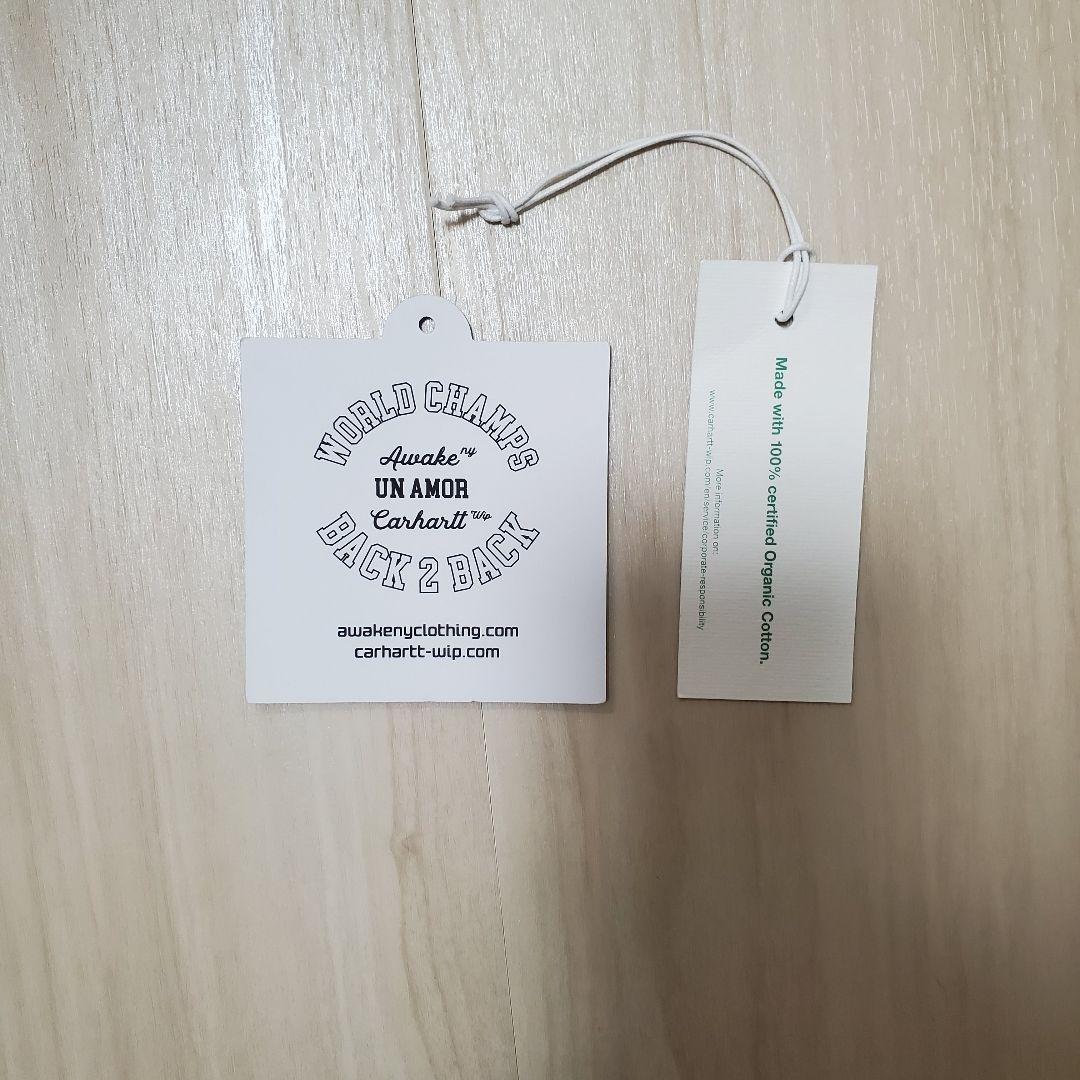 WORLD CHAMPS
Awake ny
UN AMOR
Carhartt Wip
BACK 2 BACK
awakenyclothing.com
carhartt-wip.com
Made with 100% certified Organic Cotton.
More information on:
www.carhartt-wip.com/en/service/corporate-responsibility